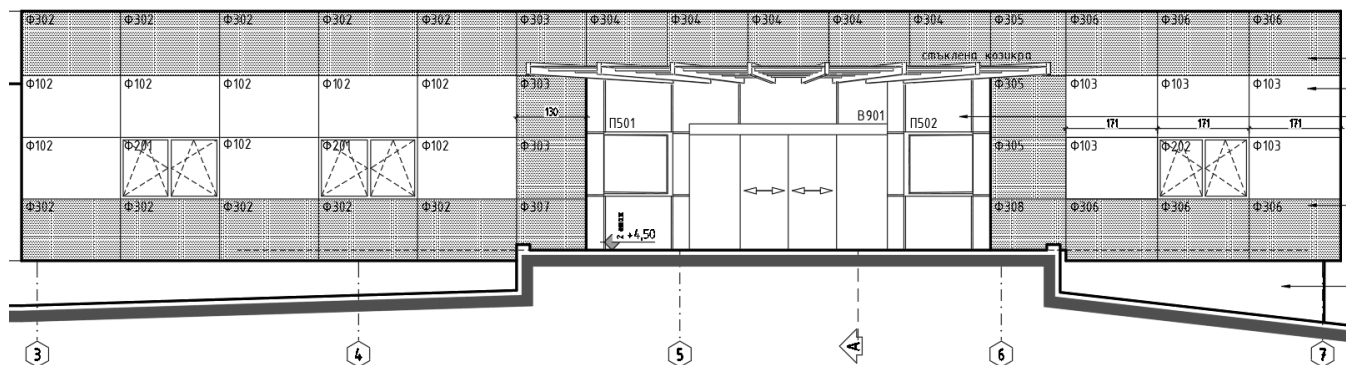 Ф302 Ф302 Ф302 Ф302 Ф302 Ф303 Ф304 Ф304 Ф304 Ф304 Ф304 Ф305 Ф306 Ф306 Ф306
стъклена козирка
Ф102 Ф102 Ф102 Ф102 Ф102 Ф303 Ф305 Ф103 Ф103 Ф103
130 П501 В901 П502 171 171 171
Ф102 Ф201 Ф102 Ф201 Ф102 Ф303 Ф305 Ф103 Ф202 Ф103
Ф302 Ф302 Ф302 Ф302 Ф302 Ф307 Ф308 Ф306 Ф306 Ф306
2 етаж
+4,50
3 4 5 А 6 7